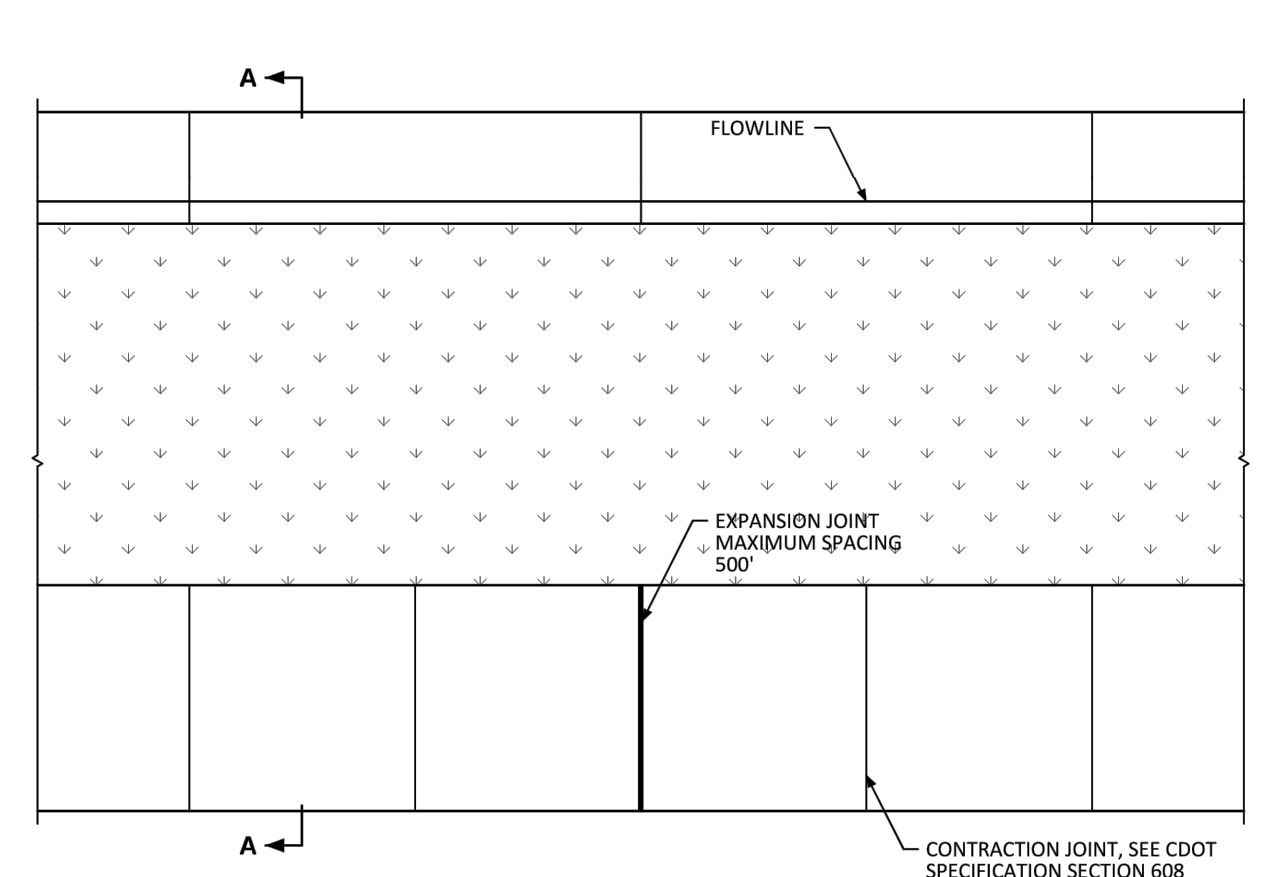 A
FLOWLINE
EXPANSION JOINT
MAXIMUM SPACING
500'
A
CONTRACTION JOINT, SEE CDOT
SPECIFICATION SECTION 608